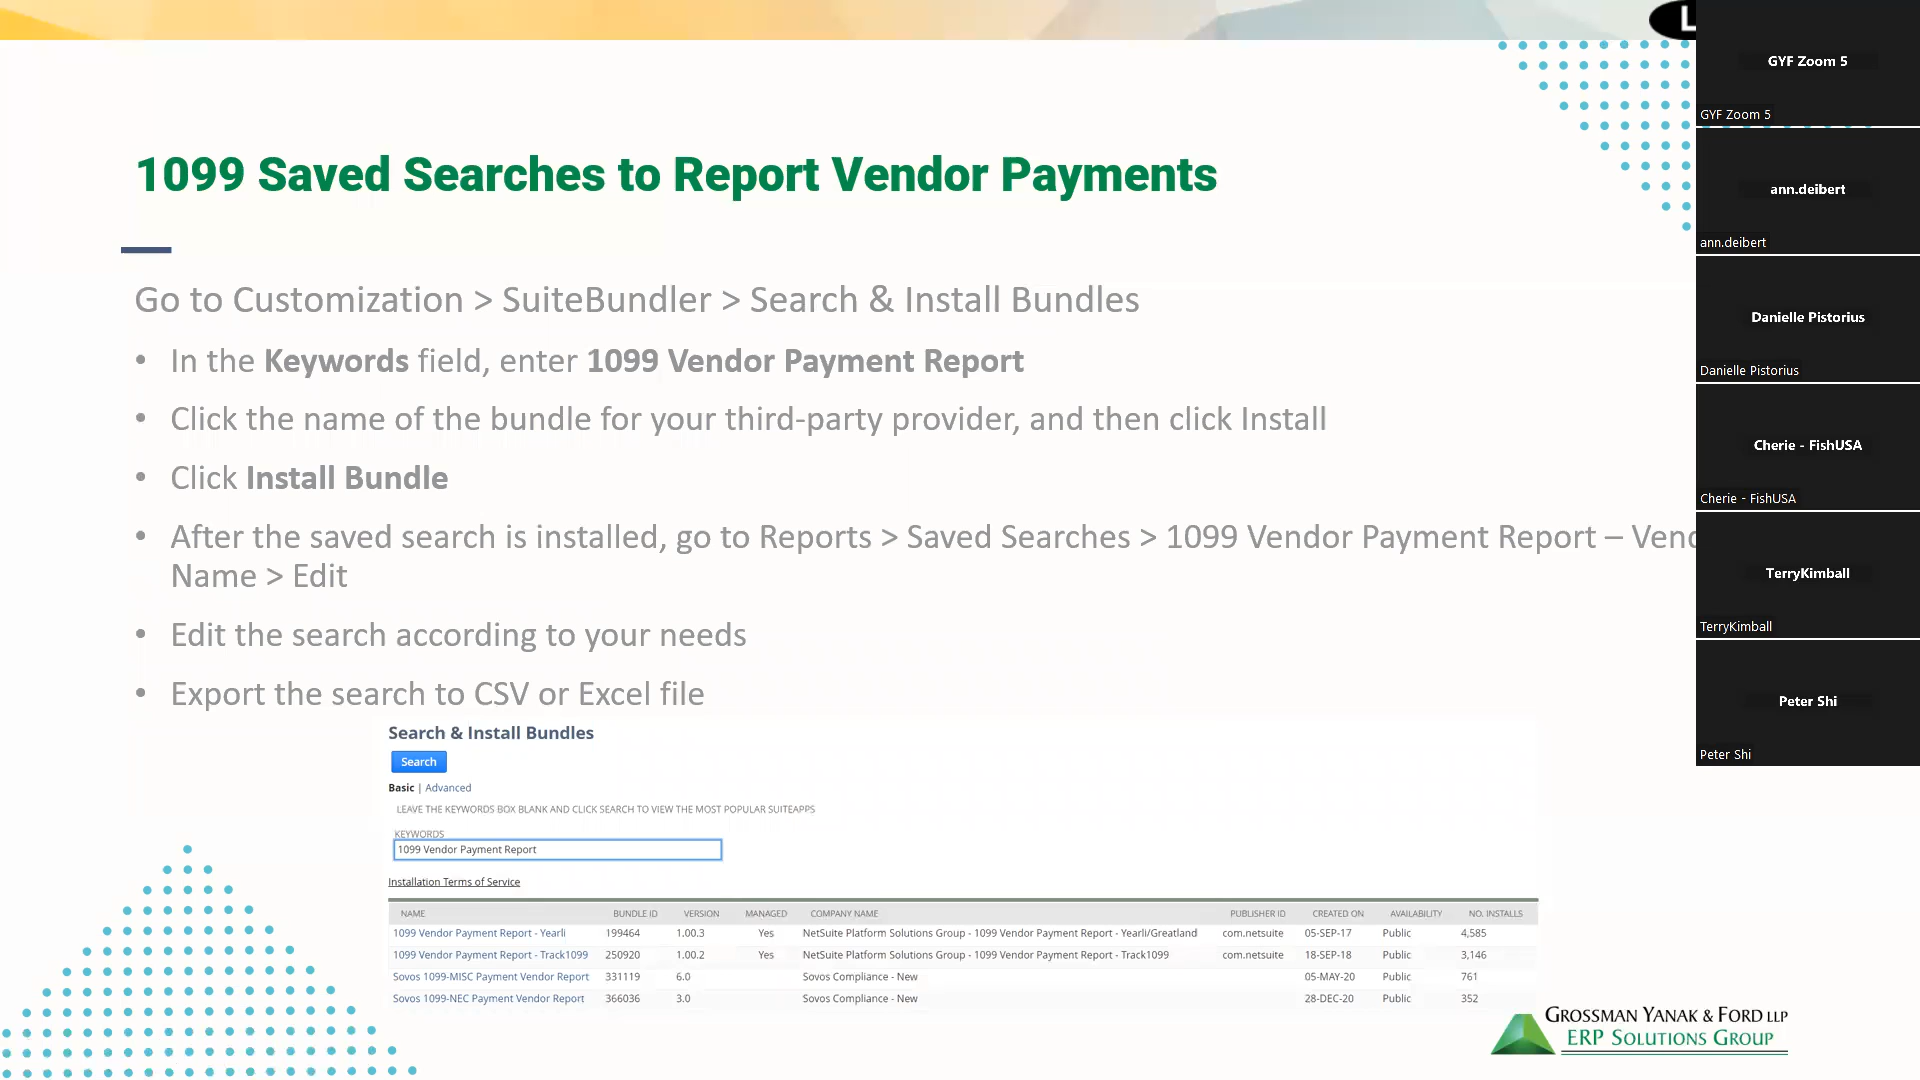 L
1099 Saved Searches to Report Vendor Payments
Go to Customization > SuiteBundler > Search & Install Bundles
• In the Keywords field, enter 1099 Vendor Payment Report
• Click the name of the bundle for your third-party provider, and then click Install
• Click Install Bundle
• After the saved search is installed, go to Reports > Saved Searches > 1099 Vendor Payment Report –
Name > Edit
• Edit the search according to your needs
• Export the search to CSV or Excel file
Search & Install Bundles
Search
Basic | Advanced
LEAVE THE KEYWORDS BOX BLANK AND CLICK SEARCH TO VIEW THE MOST POPULAR SUITEAPPS
KEYWORDS
1099 Vendor Payment Report
Installation Terms of Service
NAME BUNDLE ID VERSION MANAGED COMPANY NAME PUBLISHER ID CREATED ON AVAILABILITY NO. INSTALLS
1099 Vendor Payment Report - Yearli 199464 1.00.3 Yes NetSuite Platform Solutions Group - 1099 Vendor Payment Report - Yearli/Greatland com.netsuite 05-SEP-17 Public 4,585
1099 Vendor Payment Report - Track1099 250920 1.00.2 Yes NetSuite Platform Solutions Group - 1099 Vendor Payment Report - Track1099 com.netsuite 18-SEP-18 Public 3,146
Sovos 1099-MISC Payment Vendor Report 331119 6.0 Sovos Compliance - New 05-MAY-20 Public 761
Sovos 1099-NEC Payment Vendor Report 366036 3.0 Sovos Compliance - New 28-DEC-20 Public 352
GROSSMAN YANAK & FORD LLP
ERP SOLUTIONS GROUP
GYF Zoom 5
GYF Zoom 5
ann.deibert
ann.deibert
Danielle Pistorius
Danielle Pistorius
Cherie - FishUSA
Cherie - FishUSA
TerryKimball
TerryKimball
Peter Shi
Peter Shi